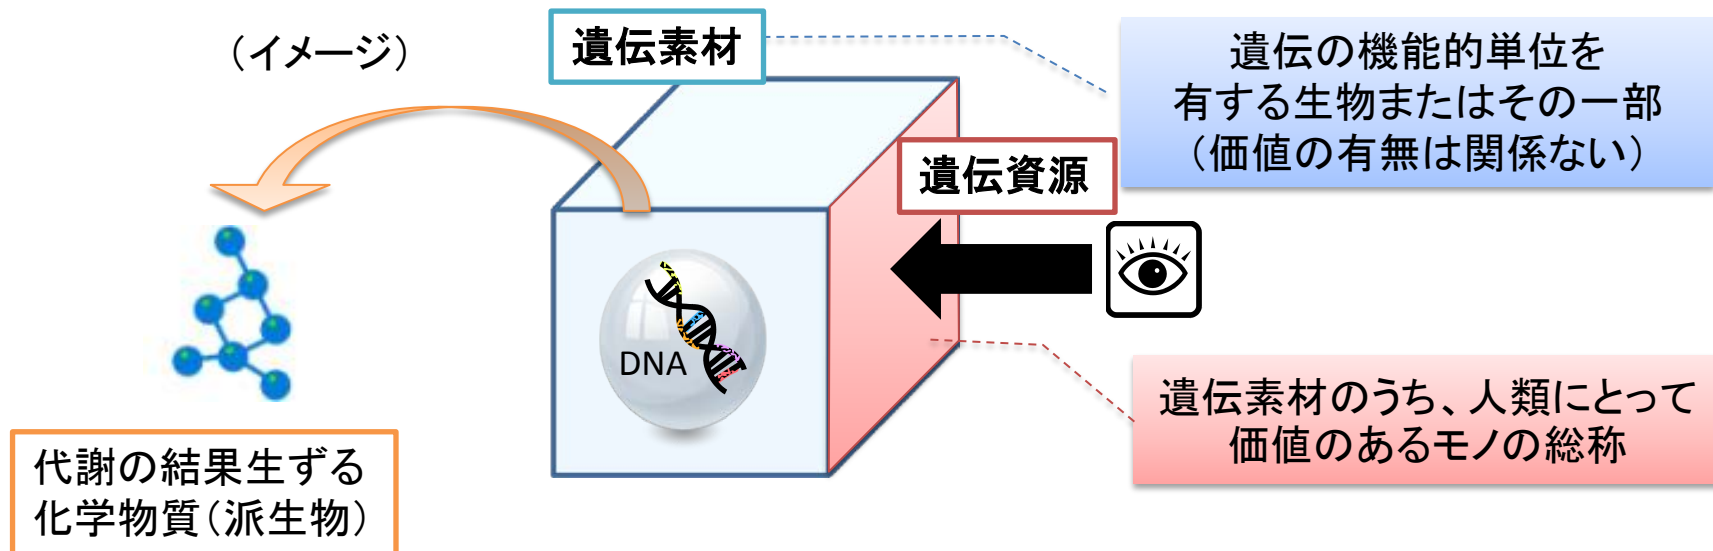 （イメージ）
遺伝素材
遺伝の機能的単位を
有する生物またはその一部
（価値の有無は関係ない）
遺伝資源
DNA
遺伝素材のうち、人類にとって
価値のあるモノの総称
代謝の結果生ずる
化学物質（派生物）